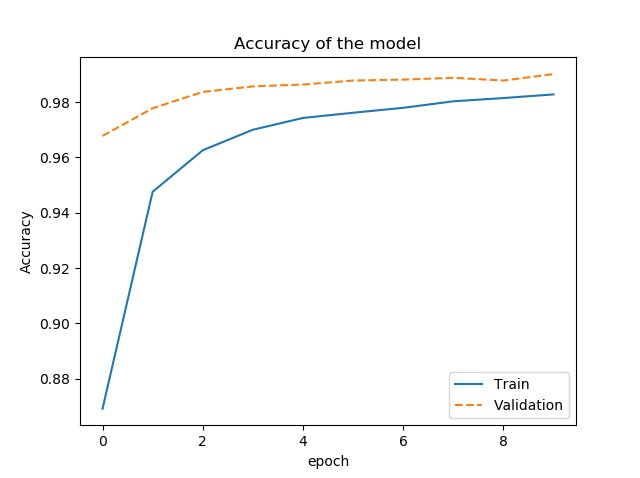 Accuracy of the model
Accuracy
0.98
0.96
0.94
0.92
0.90
0.88
0 2 4 6 8
epoch
Train
Validation